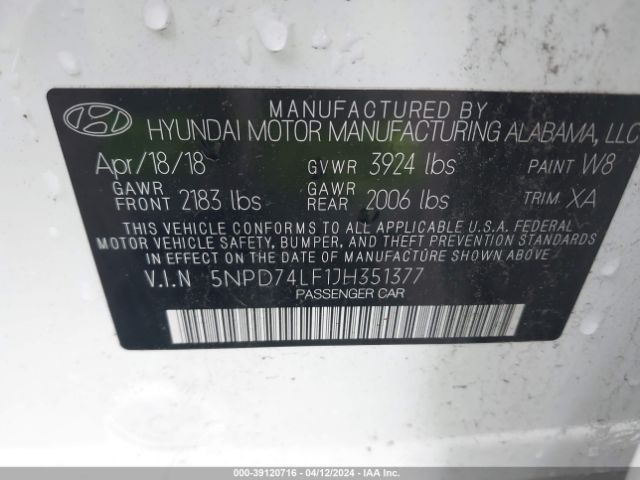 MANUFACTURED BY
HYUNDAI MOTOR MANUFACTURING ALABAMA, LLC
Apr/18/18 GVWR 3924 lbs PAINT W8
GAWR FRONT 2183 lbs GAWR REAR 2006 lbs TRIM XA
THIS VEHICLE CONFORMS TO ALL APPLICABLE U.S.A. FEDERAL
MOTOR VEHICLE SAFETY, BUMPER, AND THEFT PREVENTION STANDARDS
IN EFFECT ON THE DATE OF MANUFACTURE SHOWN ABOVE.
V.I.N 5NPD74LF1JH351377
PASSENGER CAR
000-39120716 - 04/12/2024 - IAAI.COM